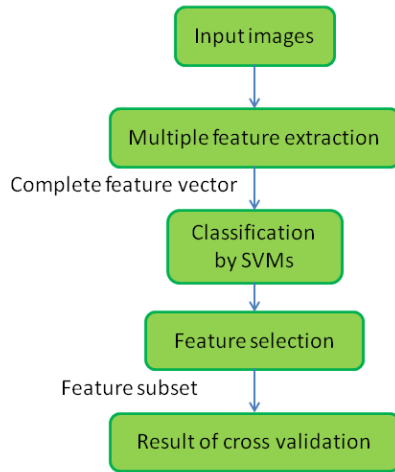 Input images
Multiple feature extraction
Complete feature vector
Classification
by SVMs
Feature selection
Feature subset
Result of cross validation